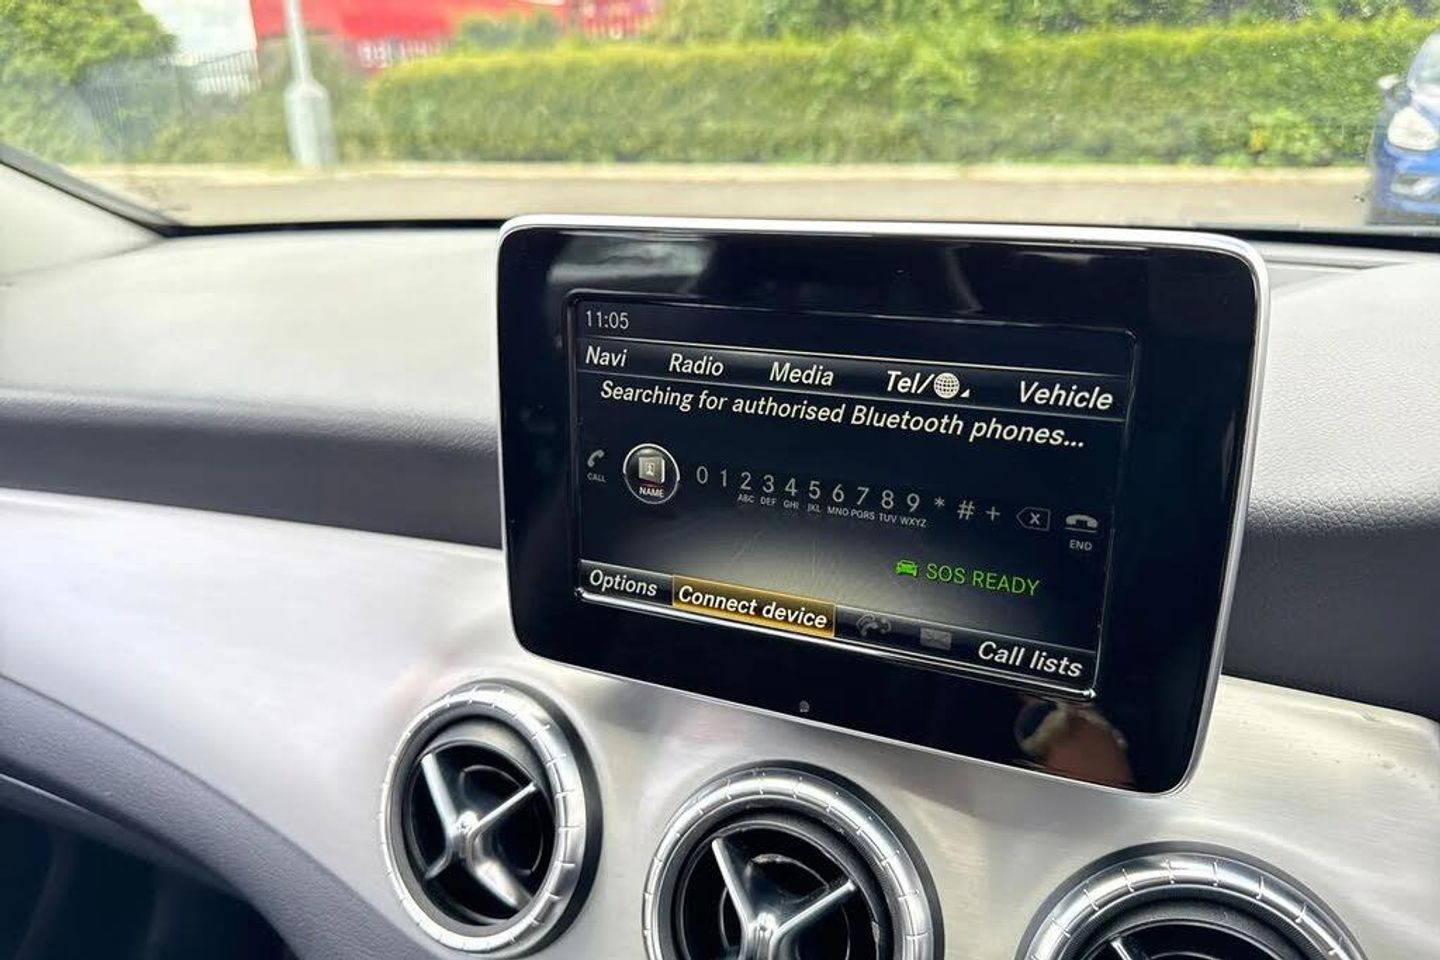 11:05
Navi Radio Media Tel/ Vehicle
Searching for authorised Bluetooth phones...
CALL NAME 0 1 2 3 4 5 6 7 8 9 * # + X END
ABC DEF GHI JKL MNO PQRS TUV WXYZ
SOS READY
Options Connect device Call lists